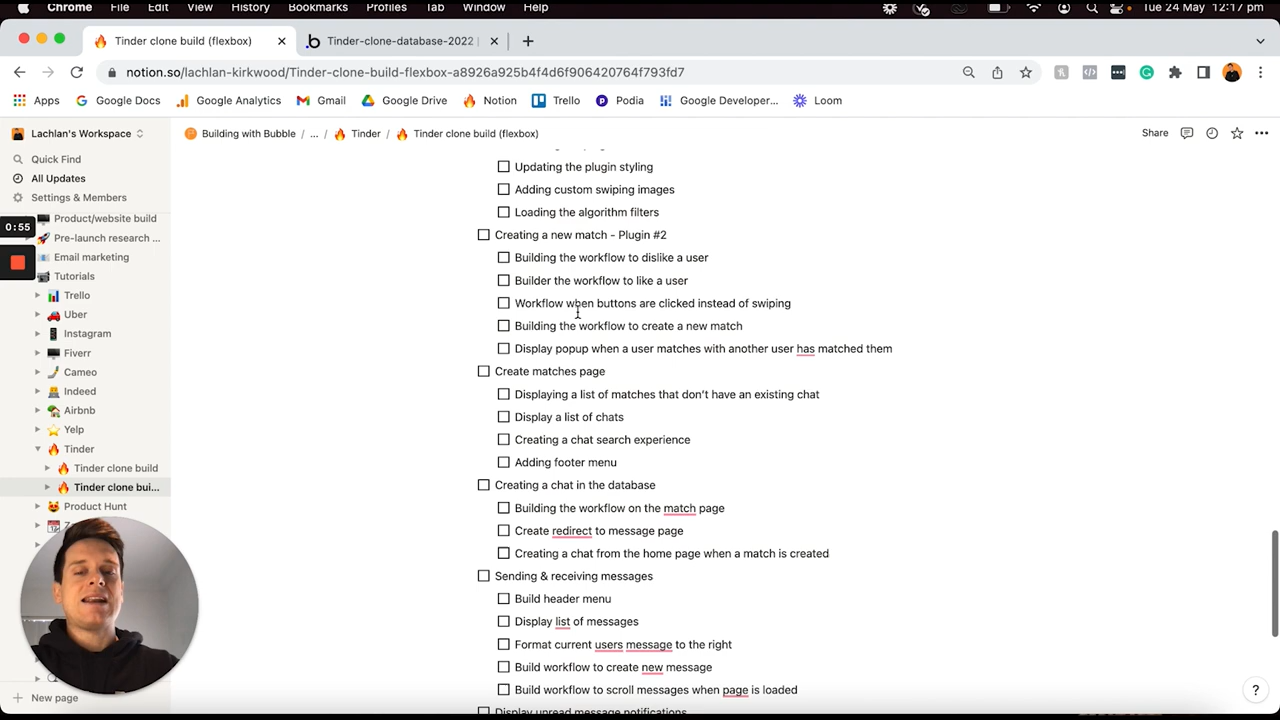 Chrome File Edit View History Bookmarks Profiles Tab Window Help Tue 24 May 12:17 pm
Tinder clone build (flexbox) Tinder-clone-database-2022 |
notion.so/lachlan-kirkwood/Tinder-clone-build-flexbox-a8926a925b4f4d6f906420764f793fd7
Apps Google Docs Google Analytics Gmail Google Drive Notion Trello Podia Google Developer... Loom
Lachlan's Workspace Building with Bubble / ... / Tinder / Tinder clone build (flexbox) Share
Quick Find
All Updates
Settings & Members
Product/website build
0:55
Pre-launch research ...
Email marketing
Tutorials
Trello
Uber
Instagram
Fiverr
Cameo
Indeed
Airbnb
Yelp
Tinder
Tinder clone build
Tinder clone bui...
Product Hunt
New page
Updating the plugin styling
Adding custom swiping images
Loading the algorithm filters
Creating a new match - Plugin #2
Building the workflow to dislike a user
Builder the workflow to like a user
Workflow when buttons are clicked instead of swiping
Building the workflow to create a new match
Display popup when a user matches with another user has matched them
Create matches page
Displaying a list of matches that don't have an existing chat
Display a list of chats
Creating a chat search experience
Adding footer menu
Creating a chat in the database
Building the workflow on the match page
Create redirect to message page
Creating a chat from the home page when a match is created
Sending & receiving messages
Build header menu
Display list of messages
Format current users message to the right
Build workflow to create new message
Build workflow to scroll messages when page is loaded
Display unread message notifications
?